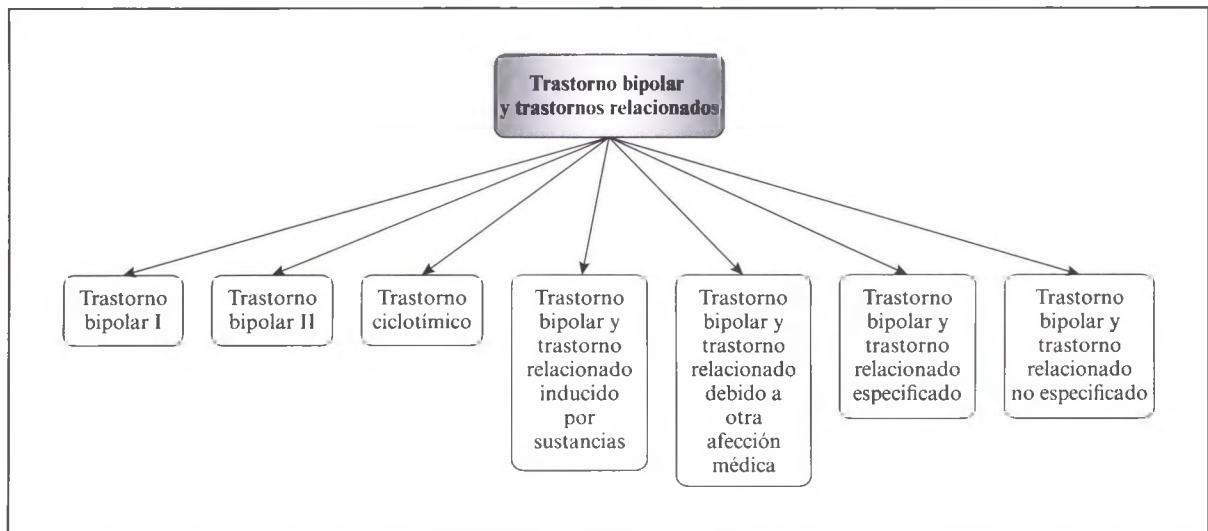 Trastorno bipolar
y trastornos relacionados
Trastorno
bipolar I
Trastorno
bipolar II
Trastorno
ciclotímico
Trastorno
bipolar y
trastorno
relacionado
inducido
por
sustancias
Trastorno
bipolar y
trastorno
relacionado
debido a
otra
afección
médica
Trastorno
bipolar y
trastorno
relacionado
especificado
Trastorno
bipolar y
trastorno
relacionado
no especificado